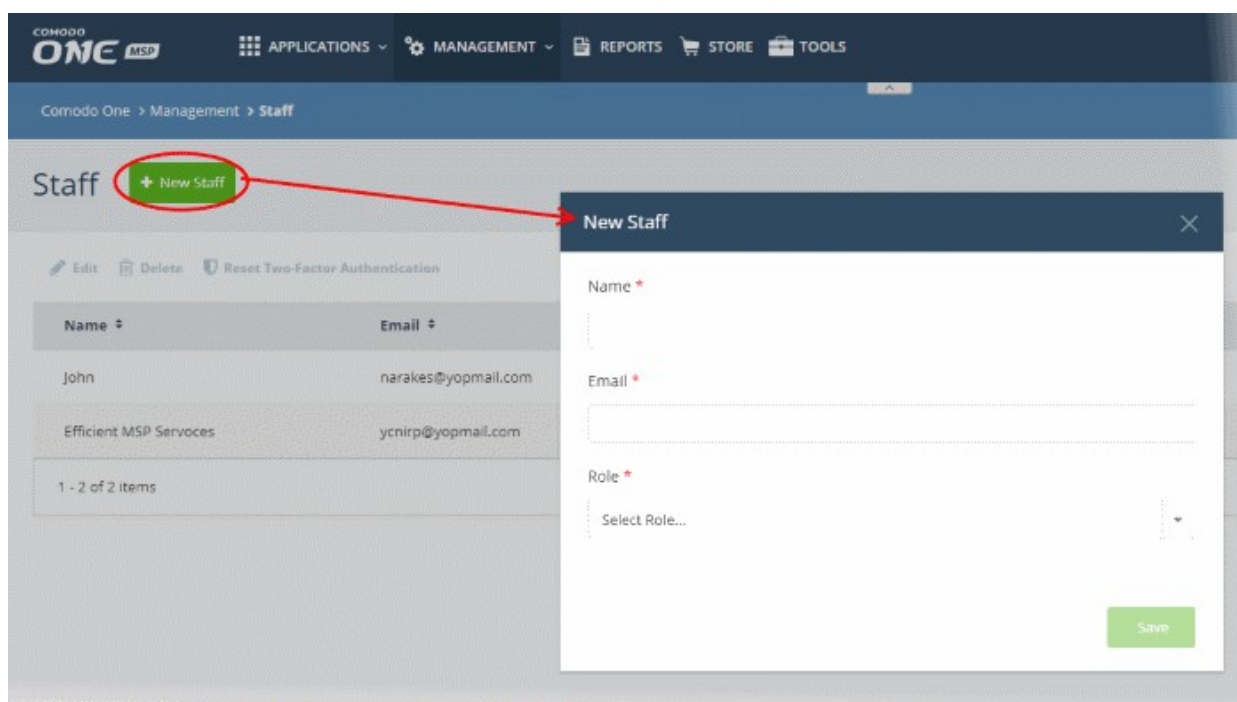 COMODO
ONE MSP
APPLICATIONS MANAGEMENT REPORTS STORE TOOLS
Comodo One > Management > Staff
Staff + New Staff
New Staff
Edit Delete Reset Two-Factor Authentication
Name Email
John narakes@yopmail.com
Efficient MSP Servoces ycnirp@yopmail.com
1 - 2 of 2 items
Name *
Email *
Role *
Select Role...
Save